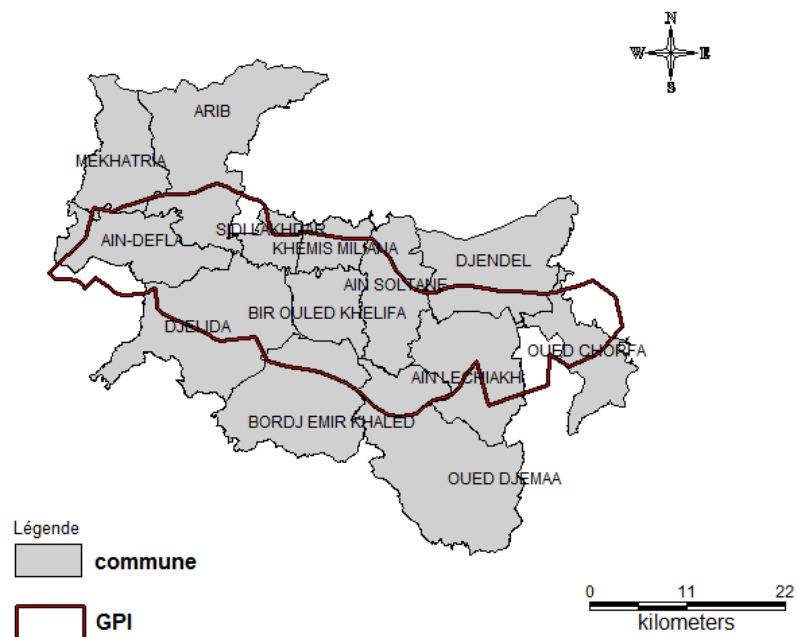 N
W E
S
ARIB
MEKHATRIA
SIDI LAKHDAR
AIN-DEFLA
KHEMIS MILIANA
DJENDEL
AIN SOLTANE
BIR OULED KHELIFA
DJELIDA
OUED CHORFA
AIN LECHIAKH
BORDJ EMIR KHALED
OUED DJEMAA
Légende
commune
GPI
0 11 22
kilometers